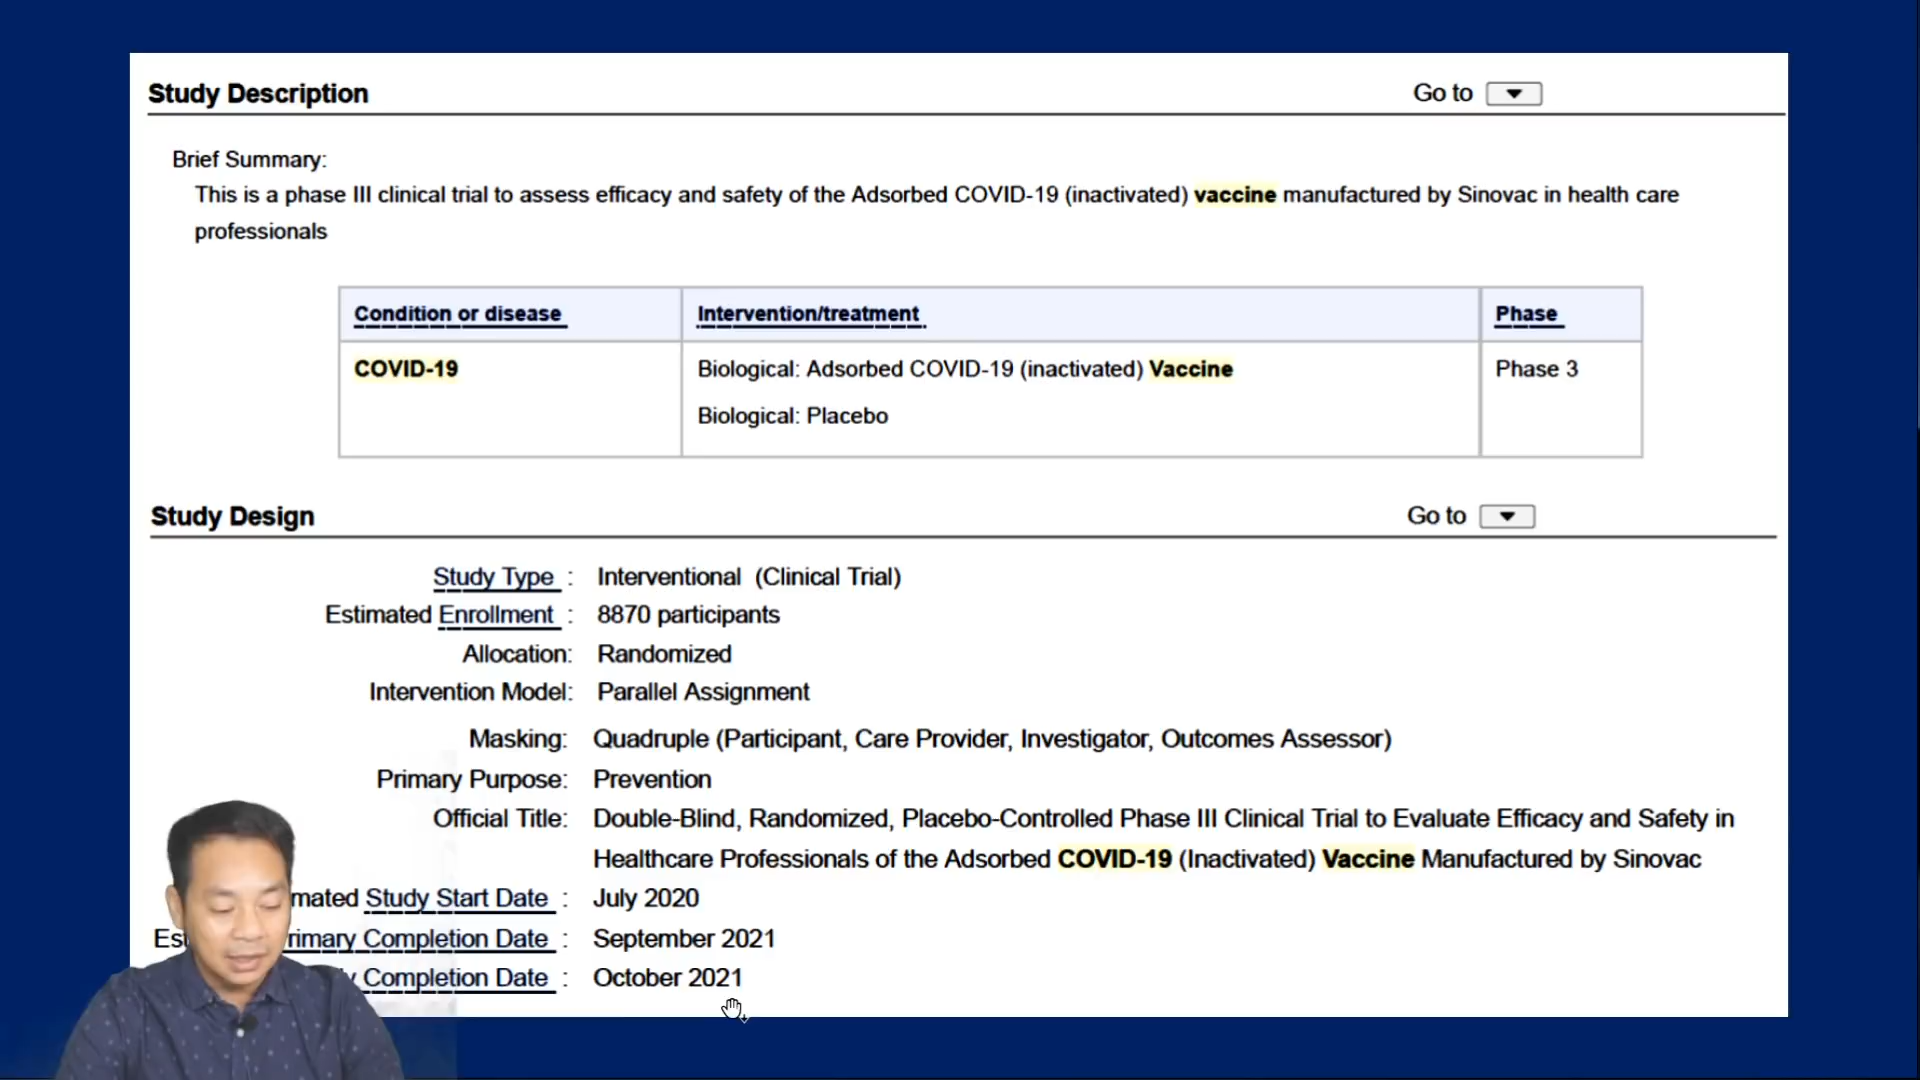 Study Description
Go to
Brief Summary:
This is a phase III clinical trial to assess efficacy and safety of the Adsorbed COVID-19 (inactivated) vaccine manufactured by Sinovac in health care
professionals
Condition or disease
Intervention/treatment
Phase
COVID-19
Biological: Adsorbed COVID-19 (inactivated) Vaccine
Phase 3
Biological: Placebo
Study Design
Go to
Study Type : Interventional (Clinical Trial)
Estimated Enrollment : 8870 participants
Allocation: Randomized
Intervention Model: Parallel Assignment
Masking: Quadruple (Participant, Care Provider, Investigator, Outcomes Assessor)
Primary Purpose: Prevention
Official Title: Double-Blind, Randomized, Placebo-Controlled Phase III Clinical Trial to Evaluate Efficacy and Safety in
Healthcare Professionals of the Adsorbed COVID-19 (Inactivated) Vaccine Manufactured by Sinovac
mated Study Start Date : July 2020
Est rimary Completion Date : September 2021
y Completion Date : October 2021